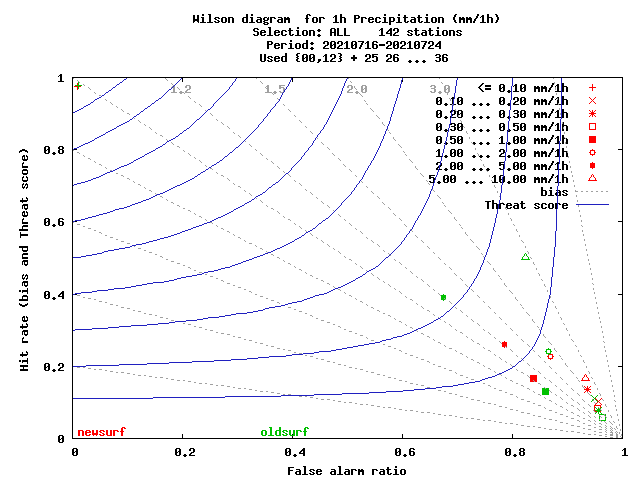 Wilson diagram  for 1h Precipitation (mm/1h)
Selection: ALL    142 stations
Period: 20210716-20210724
Used {00,12} + 25 26 ... 36
1
1.2
1.5
2.0
3.0
<= 0.10 mm/1h
0.10 ... 0.20 mm/1h
0.20 ... 0.30 mm/1h
0.30 ... 0.50 mm/1h
0.50 ... 1.00 mm/1h
1.00 ... 2.00 mm/1h
2.00 ... 5.00 mm/1h
5.00 ... 10.00 mm/1h
bias
Threat score
0.8
0.6
0.4
0.2
0
Hit rate (bias and Threat score)
newsurf
oldsurf
0
0.2
0.4
0.6
0.8
1
False alarm ratio